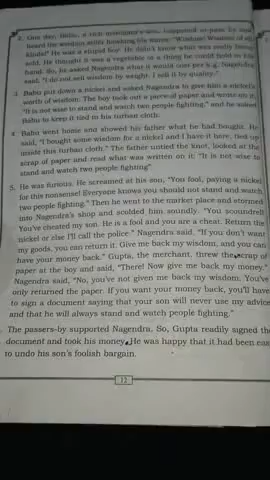 2. One day, Babu, a rich merchant's son, happened to pass by and
heard the wisdom seller hawking his wares: "Wisdom! Wisdom of all
kinds!" He was a stupid boy. He didn't know what was really being
sold. He thought it was a vegetable or a thing he could hold in his
hand. So, he asked Nagendra what it would cost per kg. Nagendra
said, "I do not sell wisdom by weight. I sell it by quality."
3. Babu put down a nickel and asked Nagendra to give him a nickel's
worth of wisdom. The boy took out a piece of paper and wrote on it,
"It is not wise to stand and watch two people fighting," and he asked
Babu to keep it tied in his turban cloth.
4. Babu went home and showed his father what he had bought. He
said, "I bought some wisdom for a nickel and I have it here, tied up
inside this turban cloth." The father untied the knot, looked at the
scrap of paper and read what was written on it: "It is not wise to
stand and watch two people fighting."
5. He was furious. He screamed at his son, "You fool, paying a nickel
for this nonsense! Everyone knows you should not stand and watch
two people fighting." Then he went to the market place and stormed
into Nagendra's shop and scolded him soundly, "You scoundrel!
You've cheated my son. He is a fool and you are a cheat. Return the
nickel or else I'll call the police." Nagendra said, "If you don't want
my goods, you can return it. Give me back my wisdom, and you can
have your money back." Gupta, the merchant, threw the scrap of
paper at the boy and said, "There! Now give me back my money."
Nagendra said, "No, you've not given me back my wisdom. You've
only returned the paper. If you want your money back, you'll have
to sign a document saying that your son will never use my advice
and that he will always stand and watch people fighting."
The passers-by supported Nagendra. So, Gupta readily signed the
document and took his money. He was happy that it had been eas
to undo his son's foolish bargain.
12